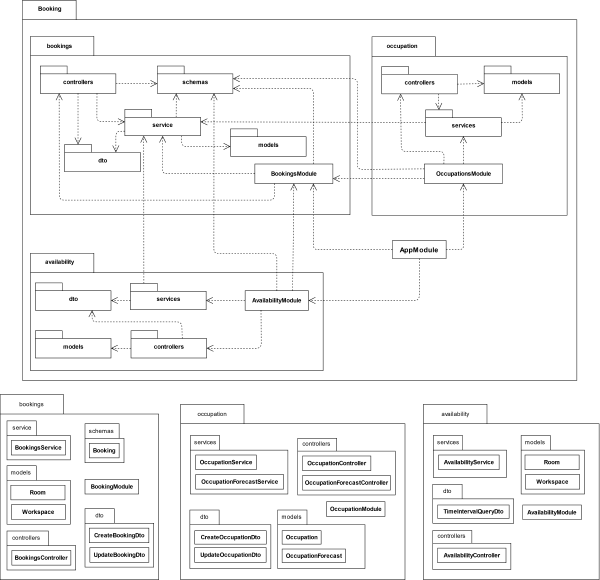 Booking
bookings
controllers
schemas
service
models
dto
BookingsModule
occupation
controllers
models
services
OccupationsModule
AppModule
availability
dto
services
AvailabilityModule
models
controllers
bookings
service
BookingsService
schemas
Booking
models
Room
Workspace
BookingModule
dto
CreateBookingDto
UpdateBookingDto
controllers
BookingsController
occupation
services
OccupationService
OccupationForecastService
controllers
OccupationController
OccupationForecastController
OccupationModule
dto
CreateOccupationDto
UpdateOccupationDto
models
Occupation
OccupationForecast
availability
services
AvailabilityService
models
Room
Workspace
dto
TimeIntervalQueryDto
AvailabilityModule
controllers
AvailabilityController